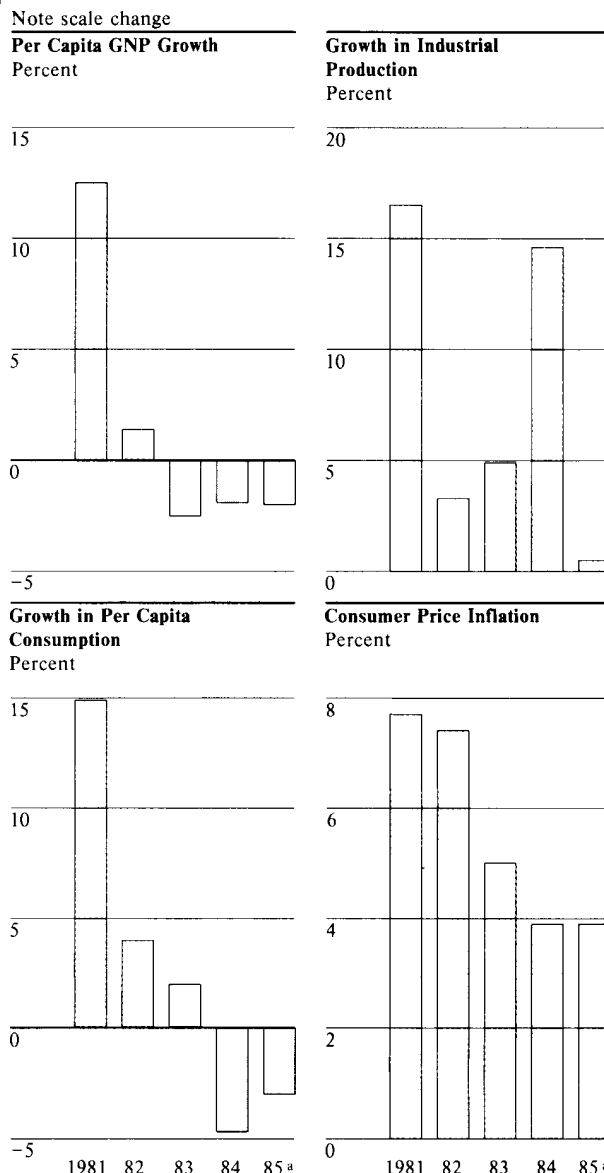 Note scale change
Per Capita GNP Growth
Percent
15
10
5
0
−5
Growth in Industrial
Production
Percent
20
15
10
5
0
Growth in Per Capita
Consumption
Percent
15
10
5
0
−5
1981 82 83 84 85 a
Consumer Price Inflation
Percent
8
6
4
2
0
1981 82 83 84 85 a